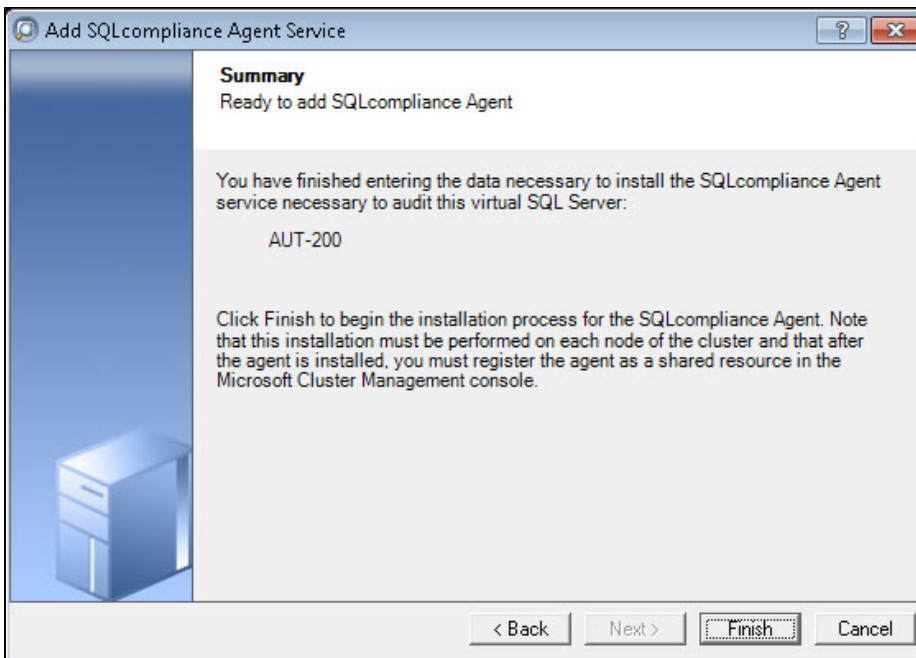 Add SQLcompliance Agent Service
Summary
Ready to add SQLcompliance Agent
You have finished entering the data necessary to install the SQLcompliance Agent
service necessary to audit this virtual SQL Server:
AUT-200
Click Finish to begin the installation process for the SQLcompliance Agent. Note
that this installation must be performed on each node of the cluster and that after
the agent is installed, you must register the agent as a shared resource in the
Microsoft Cluster Management console.
< Back
Next >
Finish
Cancel